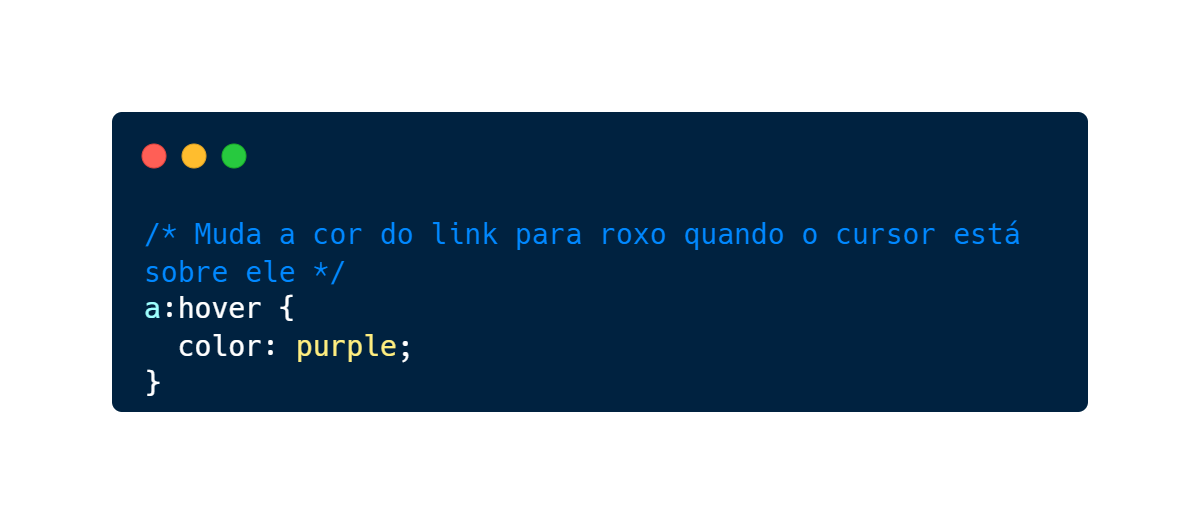 /* Muda a cor do link para roxo quando o cursor está
sobre ele */
a:hover {
  color: purple;
}